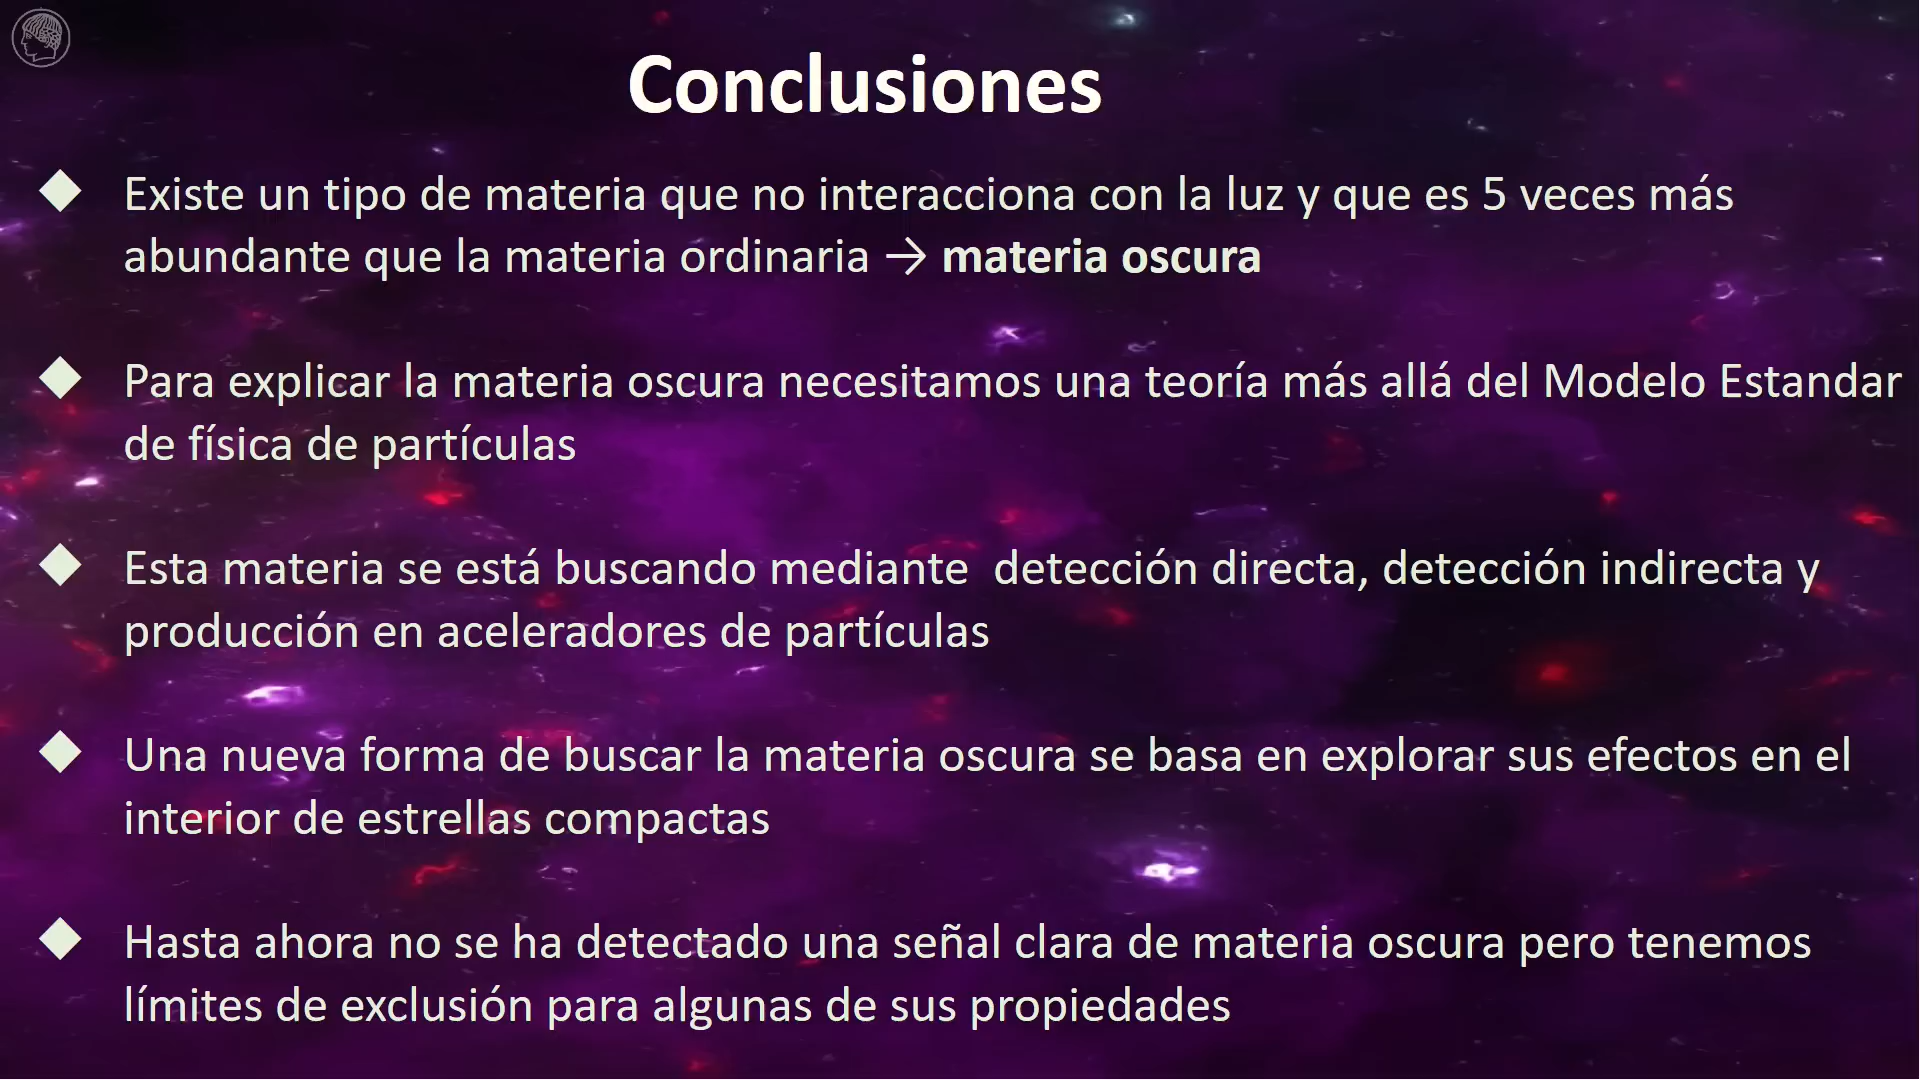 Conclusiones
Existe un tipo de materia que no interacciona con la luz y que es 5 veces más
abundante que la materia ordinaria → materia oscura
Para explicar la materia oscura necesitamos una teoría más allá del Modelo Estandar
de física de partículas
Esta materia se está buscando mediante  detección directa, detección indirecta y
producción en aceleradores de partículas
Una nueva forma de buscar la materia oscura se basa en explorar sus efectos en el
interior de estrellas compactas
Hasta ahora no se ha detectado una señal clara de materia oscura pero tenemos
límites de exclusión para algunas de sus propiedades